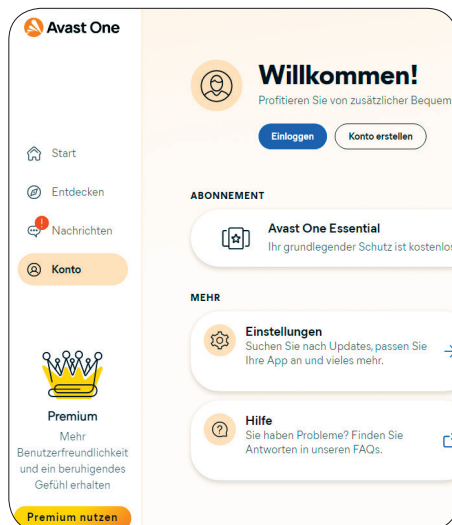 Avast One
Willkommen!
Profitieren Sie von zusätzlicher
Einloggen
Konto erstellen
Start
Entdecken
Nachrichten
Konto
ABONNEMENT
Avast One Essential
Ihr grundlegender Schutz ist kostenlos
MEHR
Einstellungen
Suchen Sie nach Updates, passen Sie
Ihre App an und vieles mehr.
Hilfe
Sie haben Probleme? Finden Sie
Antworten in unseren FAQs.
Premium
Mehr
Benutzerfreundlichkeit
und ein beruhigendes
Gefühl erhalten
Premium nutzen